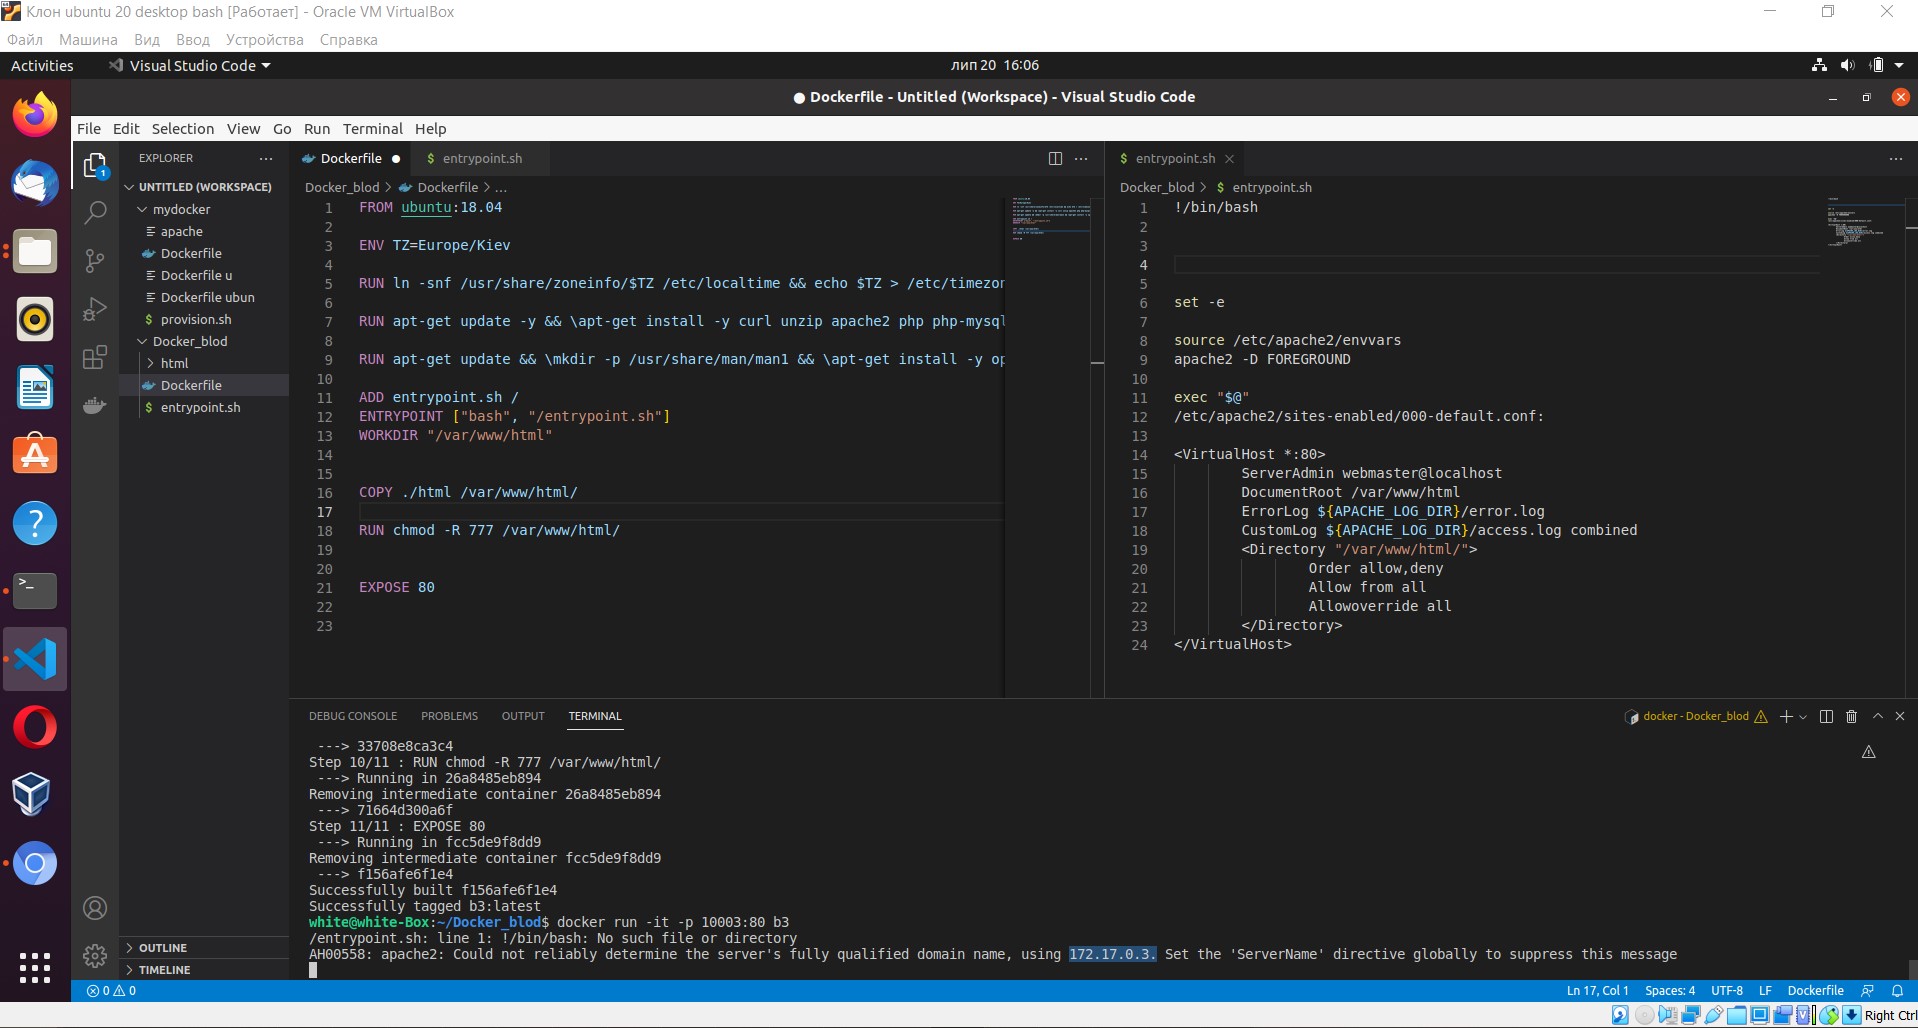 Клон ubuntu 20 desktop bash [Работает] - Oracle VM VirtualBox
Файл Машина Вид Ввод Устройства Справка
Activities Visual Studio Code лип 20 16:06
● Dockerfile - Untitled (Workspace) - Visual Studio Code
File Edit Selection View Go Run Terminal Help
EXPLORER
UNTITLED (WORKSPACE)
mydocker
apache
Dockerfile
Dockerfile u
Dockerfile ubun
provision.sh
Docker_blod
html
Dockerfile
entrypoint.sh
OUTLINE
TIMELINE
Dockerfile ● $ entrypoint.sh
Docker_blod > Dockerfile > ...
1 FROM ubuntu:18.04
2
3 ENV TZ=Europe/Kiev
4
5 RUN ln -snf /usr/share/zoneinfo/$TZ /etc/localtime && echo $TZ > /etc/timezon
6
7 RUN apt-get update -y && \apt-get install -y curl unzip apache2 php php-mysql
8
9 RUN apt-get update && \mkdir -p /usr/share/man/man1 && \apt-get install -y op
10
11 ADD entrypoint.sh /
12 ENTRYPOINT ["bash", "/entrypoint.sh"]
13 WORKDIR "/var/www/html"
14
15
16 COPY ./html /var/www/html/
17
18 RUN chmod -R 777 /var/www/html/
19
20
21 EXPOSE 80
22
23
$ entrypoint.sh
Docker_blod > $ entrypoint.sh
1 !/bin/bash
2
3
4
5
6 set -e
7
8 source /etc/apache2/envvars
9 apache2 -D FOREGROUND
10
11 exec "$@"
12 /etc/apache2/sites-enabled/000-default.conf:
13
14 <VirtualHost *:80>
15 ServerAdmin webmaster@localhost
16 DocumentRoot /var/www/html
17 ErrorLog ${APACHE_LOG_DIR}/error.log
18 CustomLog ${APACHE_LOG_DIR}/access.log combined
19 <Directory "/var/www/html/">
20 Order allow,deny
21 Allow from all
22 Allowoverride all
23 </Directory>
24 </VirtualHost>
DEBUG CONSOLE PROBLEMS OUTPUT TERMINAL
docker - Docker_blod
---> 33708e8ca3c4
Step 10/11 : RUN chmod -R 777 /var/www/html/
---> Running in 26a8485eb894
Removing intermediate container 26a8485eb894
---> 71664d300a6f
Step 11/11 : EXPOSE 80
---> Running in fcc5de9f8dd9
Removing intermediate container fcc5de9f8dd9
---> f156afe6f1e4
Successfully built f156afe6f1e4
Successfully tagged b3:latest
white@white-Box:~/Docker_blod$ docker run -it -p 10003:80 b3
/entrypoint.sh: line 1: !/bin/bash: No such file or directory
AH00558: apache2: Could not reliably determine the server's fully qualified domain name, using 172.17.0.3. Set the 'ServerName' directive globally to suppress this message
0 0 Ln 17, Col 1 Spaces: 4 UTF-8 LF Dockerfile
Right Ctrl